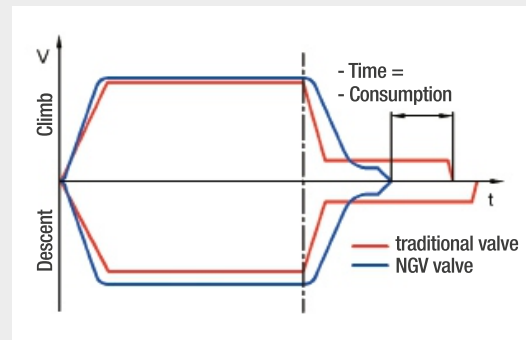 V
Climb
Descent
- Time =
- Consumption
t
traditional valve
NGV valve